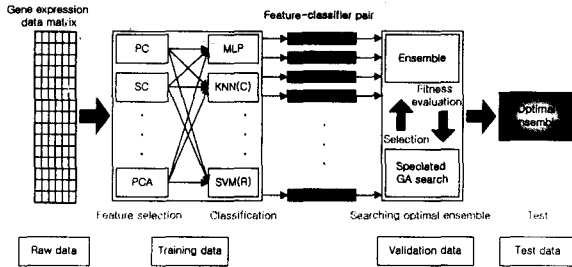 Gene expression
data matrix
Feature-classifier pair
PC
MLP
SC
KNN(C)
PCA
SVM(R)
Ensemble
Fitness
evaluation
Selection
Speciated
GA search
Optimal
ensemble
Feature selection
Classification
Searching optimal ensemble
Test
Raw data
Training data
Validation data
Test data